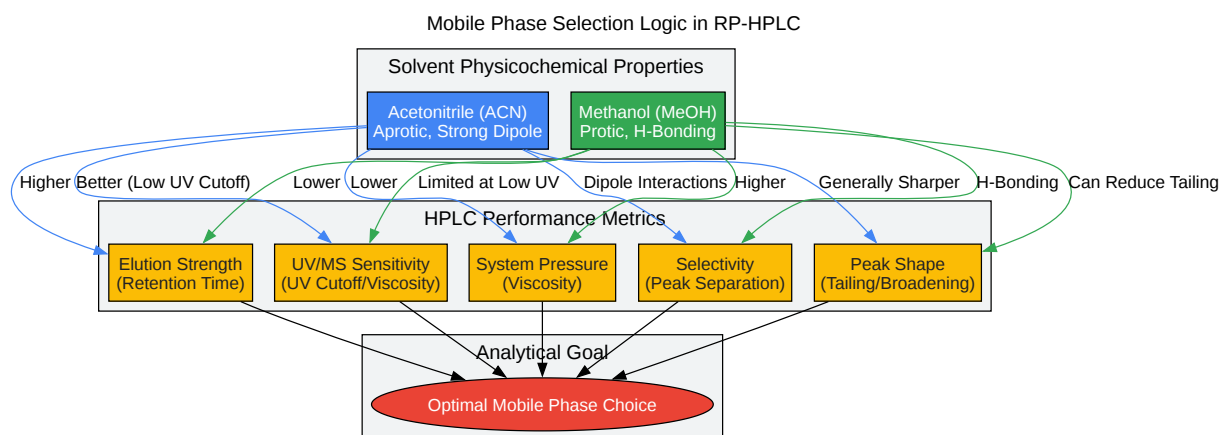 Mobile Phase Selection Logic in RP-HPLC
Solvent Physicochemical Properties
Acetonitrile (ACN)
Aprotic, Strong Dipole
Methanol (MeOH)
Protic, H-Bonding
Higher
Better (Low UV Cutoff)
Lower
Lower
Limited at Low UV
Dipole Interactions
Higher
Generally Sharper
H-Bonding
Can Reduce Tailing
HPLC Performance Metrics
Elution Strength
(Retention Time)
UV/MS Sensitivity
(UV Cutoff/Viscosity)
System Pressure
(Viscosity)
Selectivity
(Peak Separation)
Peak Shape
(Tailing/Broadening)
Analytical Goal
Optimal Mobile Phase Choice